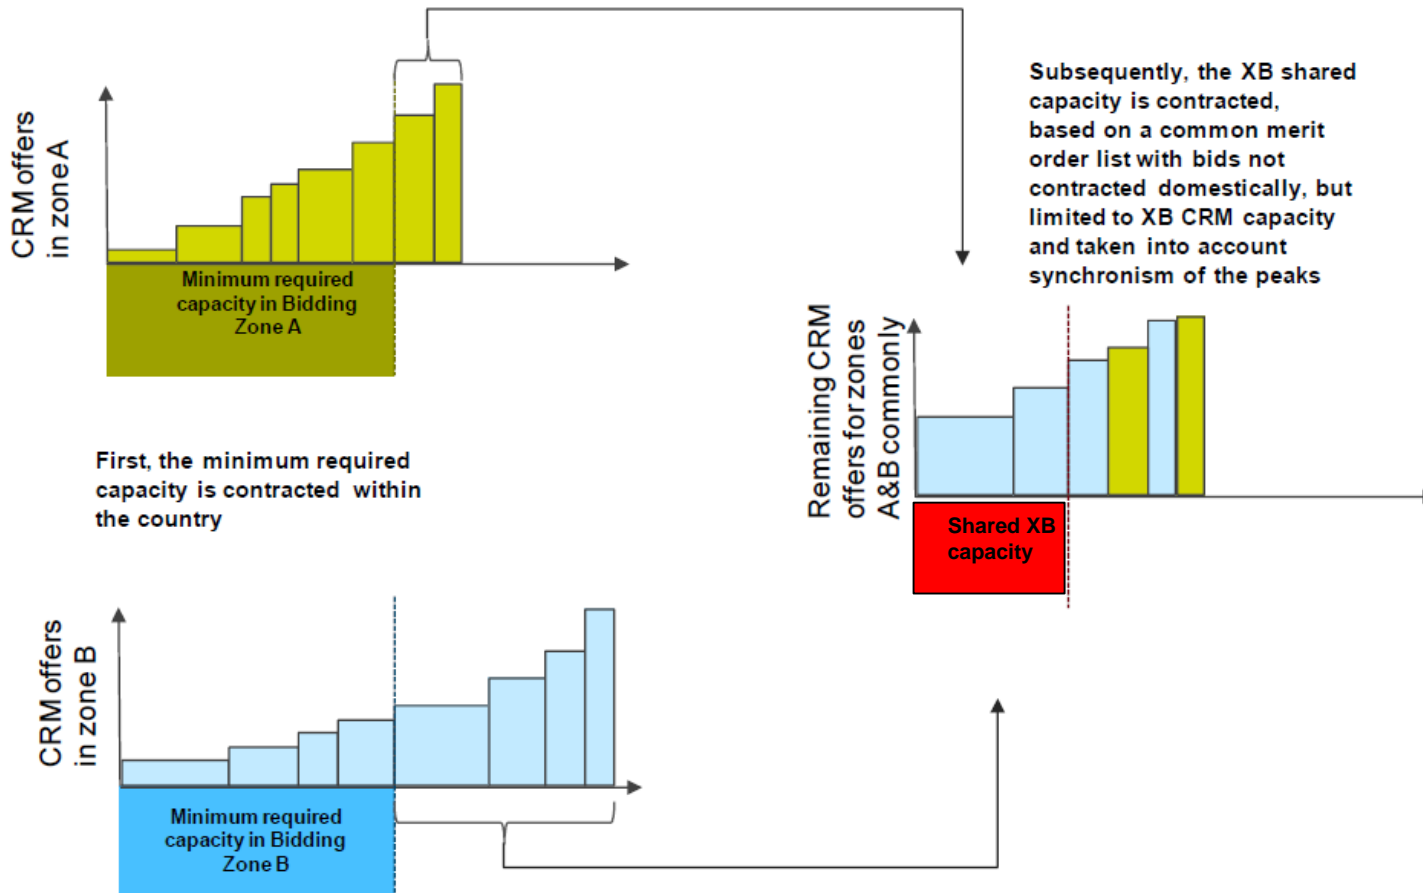 CRM offers
in zone A
Minimum required
capacity in Bidding
Zone A
First, the minimum required
capacity is contracted within
the country
CRM offers
in zone B
Minimum required
capacity in Bidding
Zone B
Subsequently, the XB shared
capacity is contracted,
based on a common merit
order list with bids not
contracted domestically, but
limited to XB CRM capacity
and taken into account
synchronism of the peaks
Remaining CRM
offers for zones
A&B commonly
Shared XB
capacity